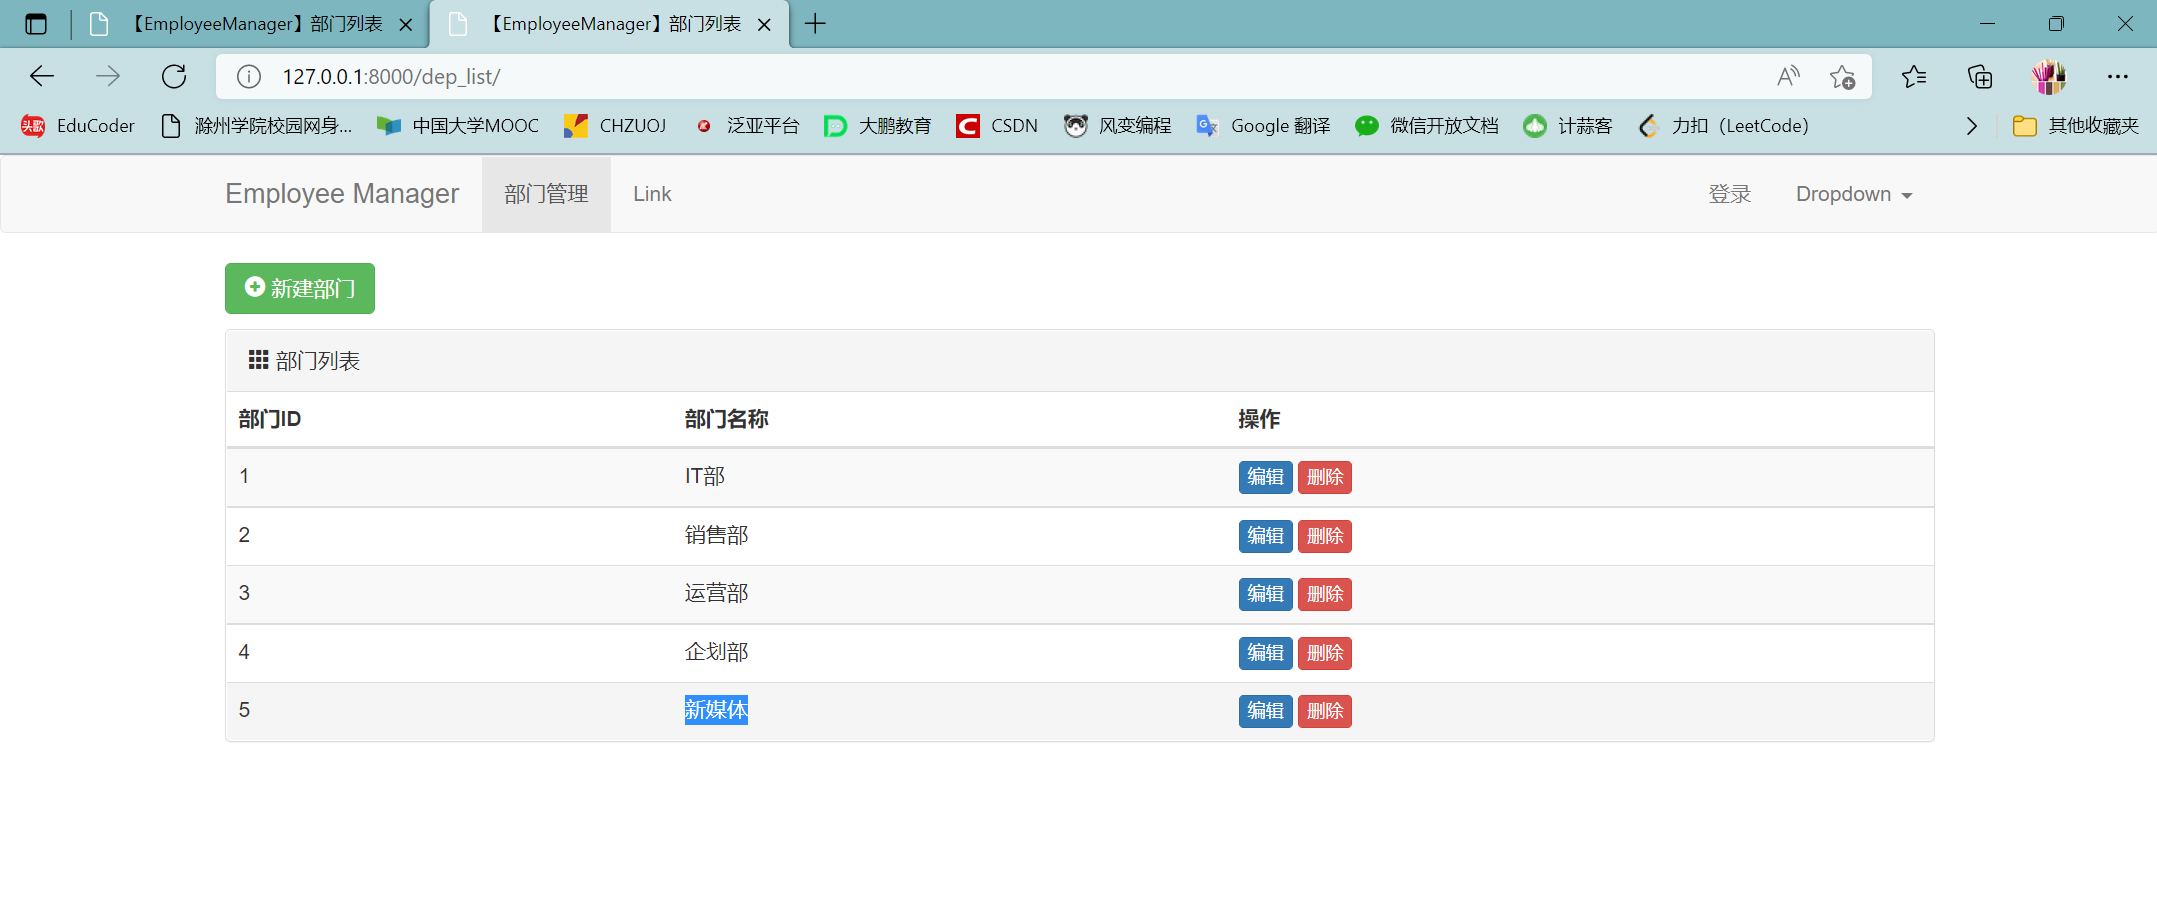 【EmployeeManager】部门列表 【EmployeeManager】部门列表
127.0.0.1:8000/dep_list/
头歌 EduCoder 滁州学院校园网身... 中国大学MOOC CHZUOJ 泛亚平台 大鹏教育 CSDN 风变编程 Google 翻译 微信开放文档 计蒜客 力扣（LeetCode） 其他收藏夹
Employee Manager 部门管理 Link 登录 Dropdown
新建部门
部门列表
部门ID 部门名称 操作
1 IT部 编辑 删除
2 销售部 编辑 删除
3 运营部 编辑 删除
4 企划部 编辑 删除
5 新媒体 编辑 删除